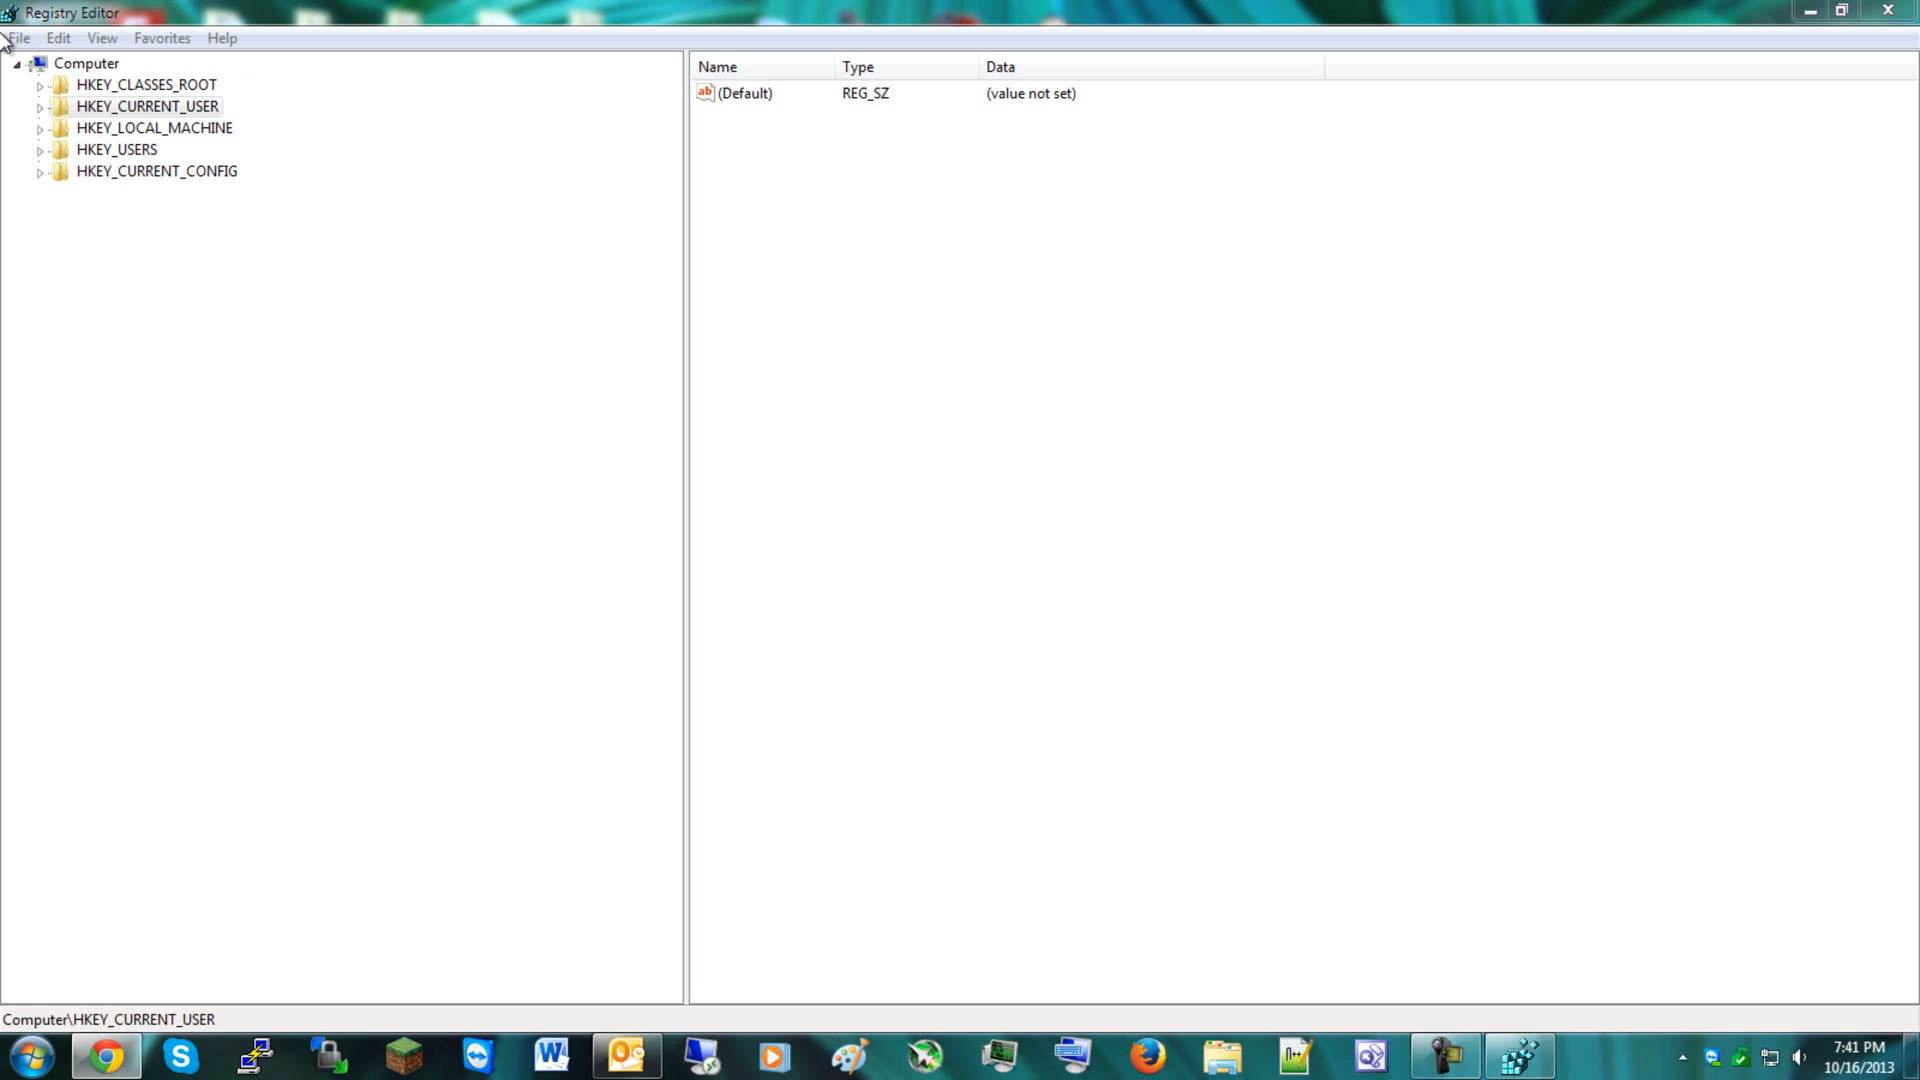 Registry Editor
File Edit View Favorites Help
Computer
HKEY_CLASSES_ROOT
HKEY_CURRENT_USER
HKEY_LOCAL_MACHINE
HKEY_USERS
HKEY_CURRENT_CONFIG
Name Type Data
ab (Default) REG_SZ (value not set)
Computer\HKEY_CURRENT_USER
7:41 PM
10/16/2013